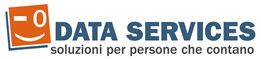 DATA SERVICES
soluzioni per persone che contano